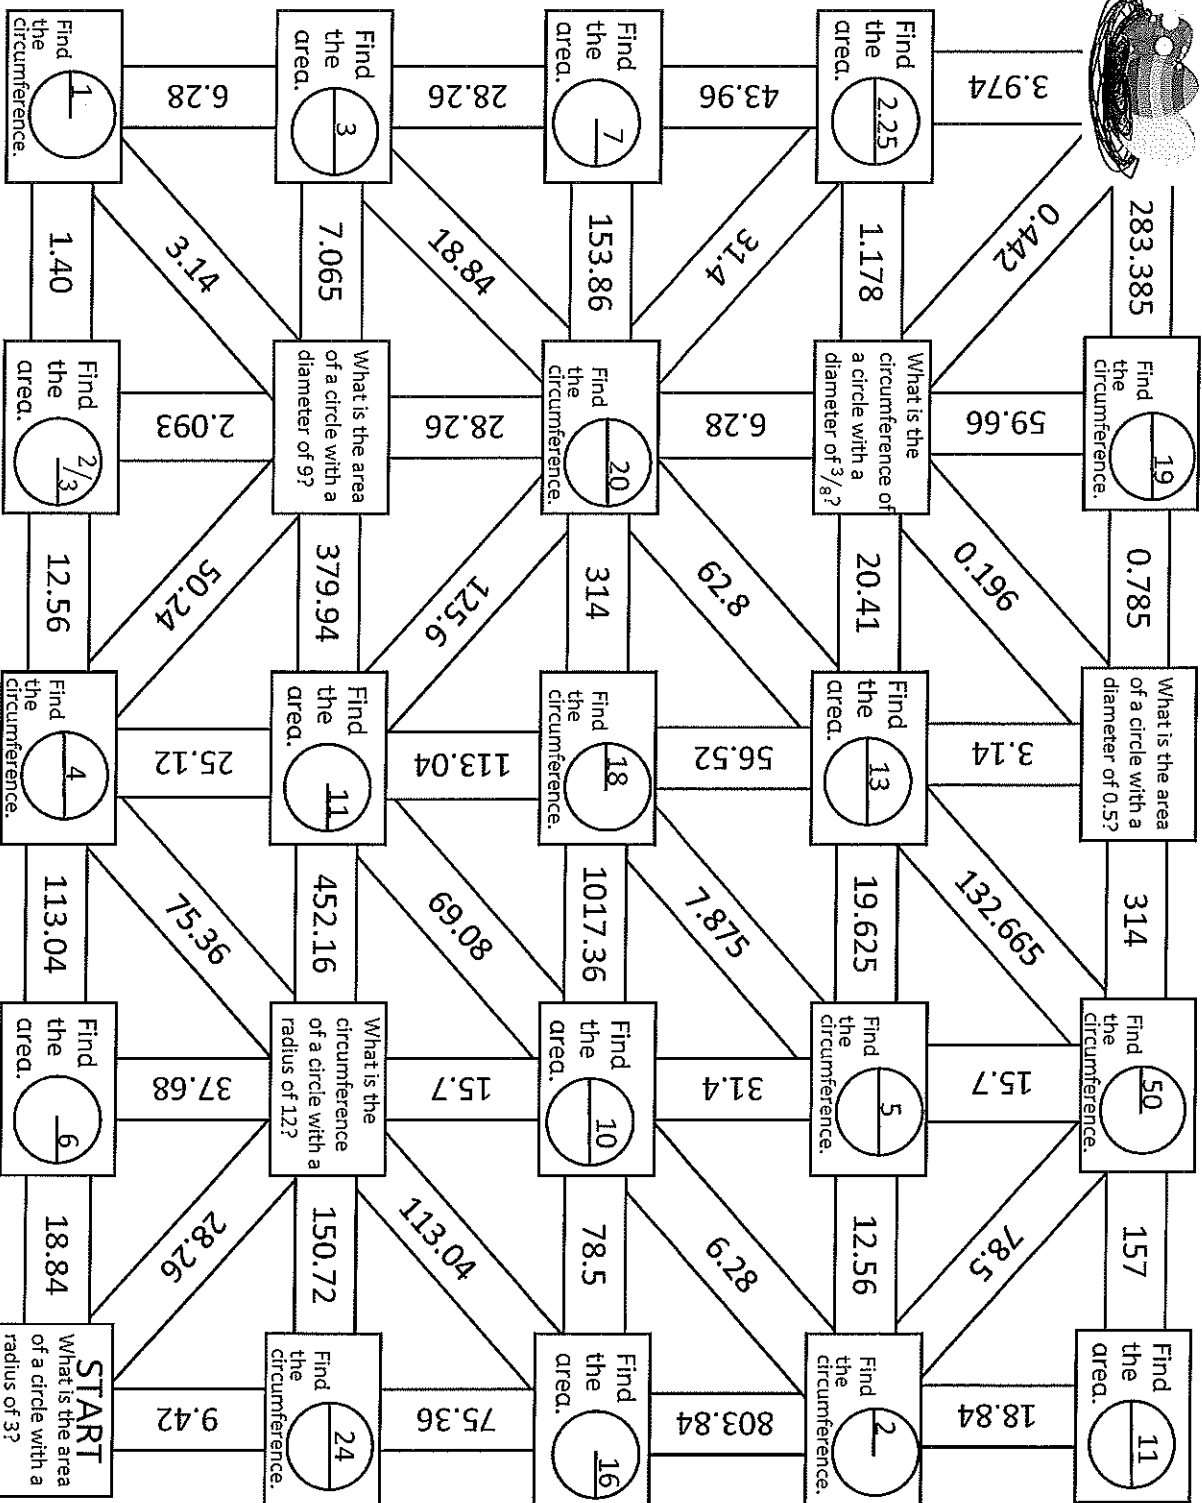 283.385
Find
the
circumference.
19
0.785
What is the area
of a circle with a
diameter of 0.5?
314
Find
the
circumference.
50
157
Find
the
area.
11
3.974
0.442
59.66
0.196
3.14
132.665
15.7
78.5
18.84
Find
the
area.
2.25
1.178
What is the
circumference of
a circle with a
diameter of 3/8?
20.41
Find
the
area.
13
19.625
Find
the
circumference.
5
12.56
Find
the
circumference.
2
43.96
31.4
6.28
62.8
56.52
7.875
31.4
6.28
803.84
Find
the
area.
7
153.86
Find
the
circumference.
20
314
Find
the
circumference.
18
1017.36
Find
the
area.
10
78.5
Find
the
area.
16
28.26
18.84
28.26
125.6
113.04
69.08
15.7
113.04
75.36
Find
the
area.
3
7.065
What is the area
of a circle with a
diameter of 9?
379.94
Find
the
area.
11
452.16
What is the
circumference
of a circle with a
radius of 12?
150.72
Find
the
circumference.
24
6.28
3.14
2.093
50.24
25.12
75.36
37.68
28.26
9.42
Find
the
circumference.
1
1.40
Find
the
area.
2/3
12.56
Find
the
circumference.
4
113.04
Find
the
area.
6
18.84
START
What is the area
of a circle with a
radius of 3?